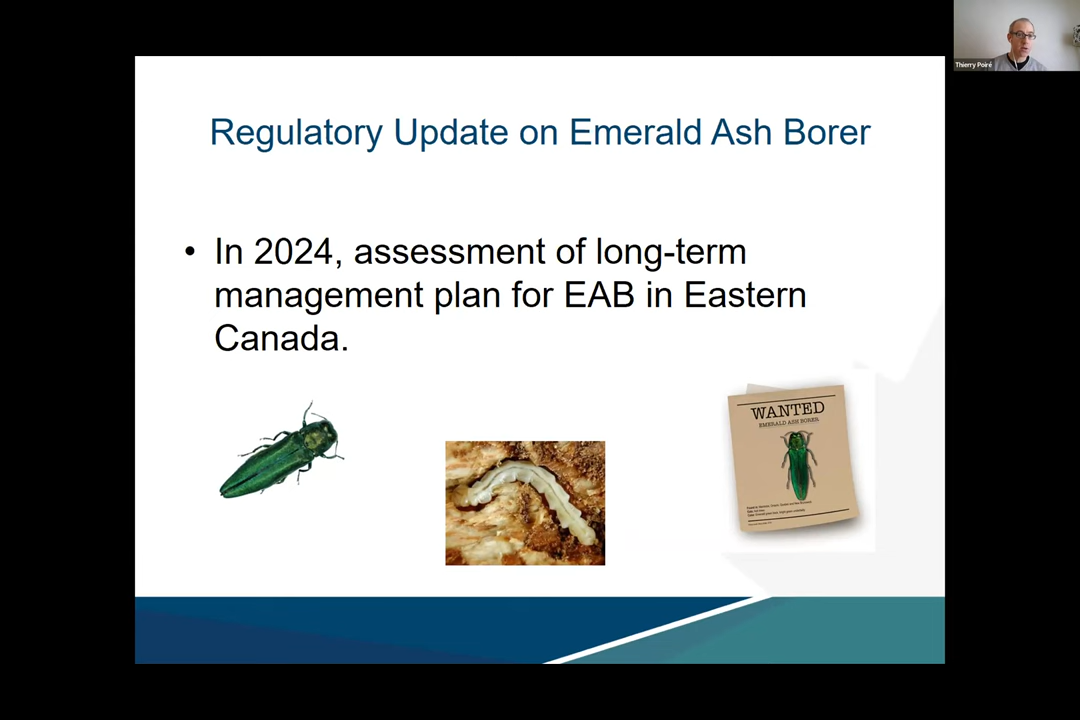 Thierry Poiré
Regulatory Update on Emerald Ash Borer
• In 2024, assessment of long-term
management plan for EAB in Eastern
Canada.
WANTED
EMERALD ASH BORER